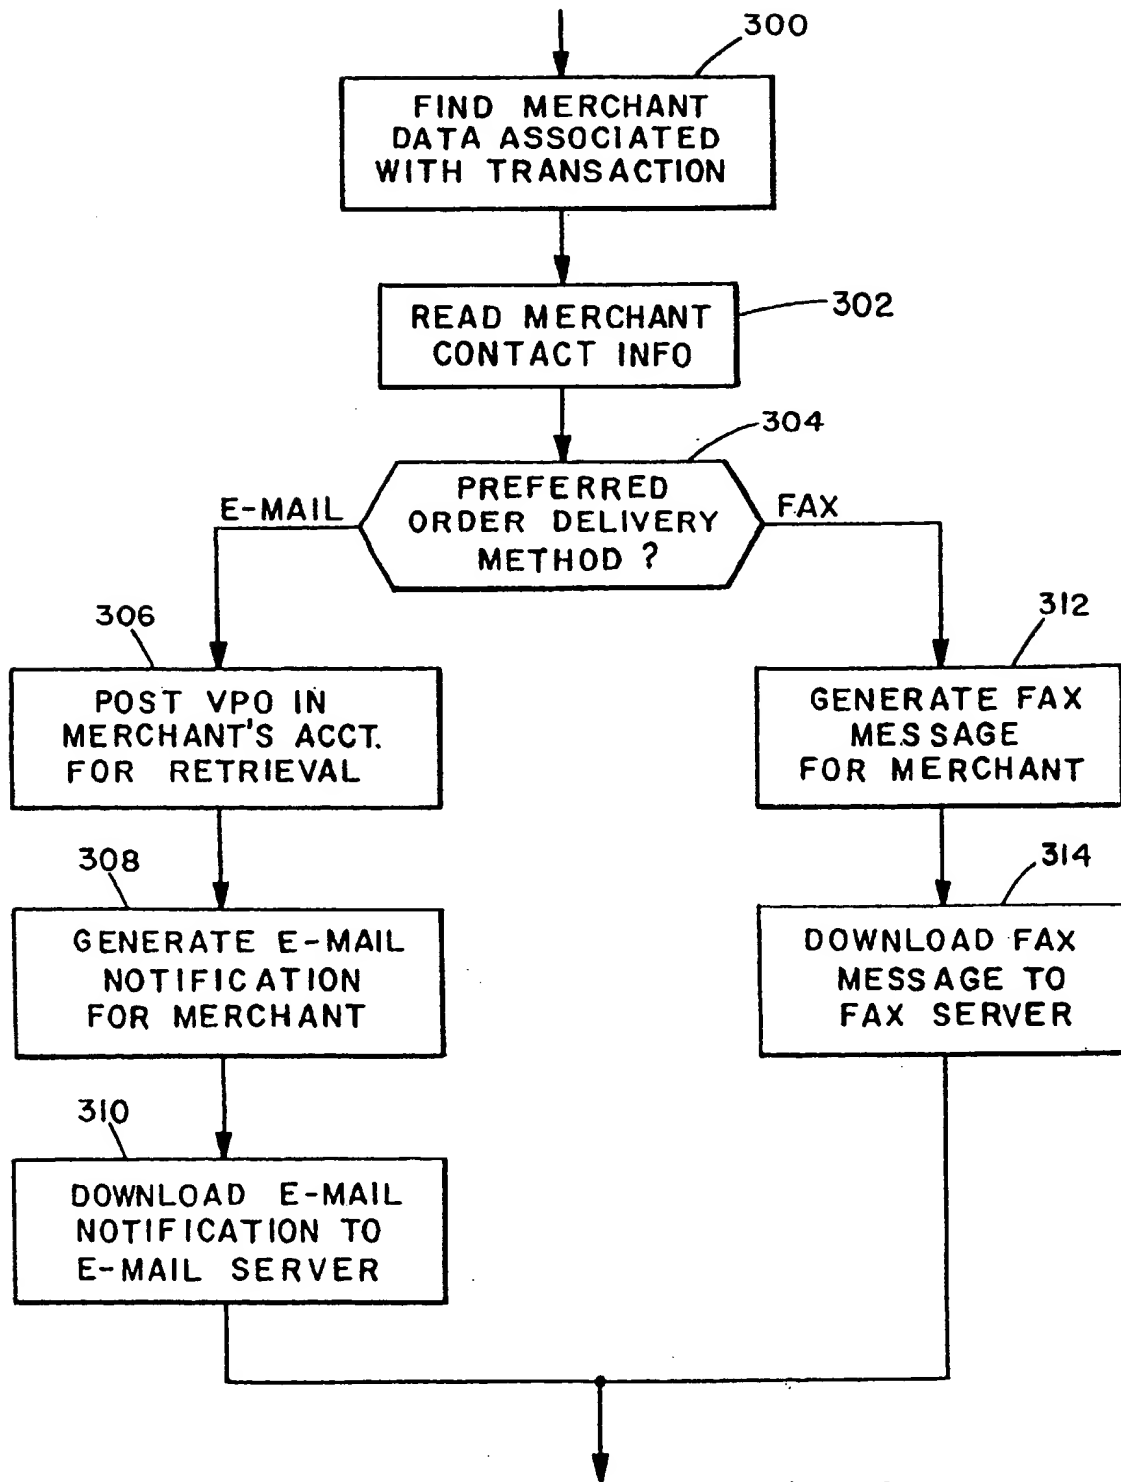 300
FIND MERCHANT
DATA ASSOCIATED
WITH TRANSACTION
302
READ MERCHANT
CONTACT INFO
304
PREFERRED
ORDER DELIVERY
METHOD ?
E-MAIL
FAX
306
POST VPO IN
MERCHANT'S ACCT.
FOR RETRIEVAL
308
GENERATE E-MAIL
NOTIFICATION
FOR MERCHANT
310
DOWNLOAD E-MAIL
NOTIFICATION TO
E-MAIL SERVER
312
GENERATE FAX
MESSAGE
FOR MERCHANT
314
DOWNLOAD FAX
MESSAGE TO
FAX SERVER